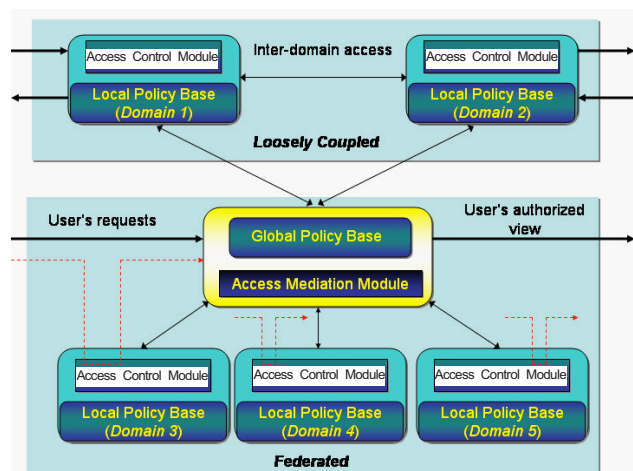 Access Control Module
Local Policy Base
(Domain 1)
Inter-domain access
Access Control Module
Local Policy Base
(Domain 2)
Loosely Coupled
User's requests
Global Policy Base
Access Mediation Module
User's authorized
view
Access Control Module
Local Policy Base
(Domain 3)
Access Control Module
Local Policy Base
(Domain 4)
Access Control Module
Local Policy Base
(Domain 5)
Federated